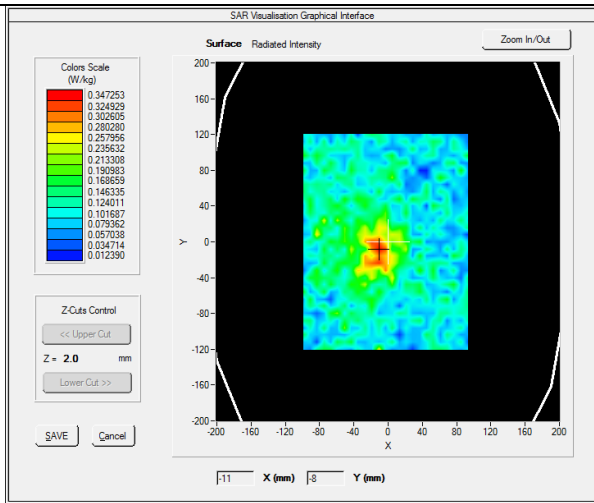 SAR Visualisation Graphical Interface
Surface Radiated Intensity
Zoom In/Out
Colors Scale
(W/kg)
0.347253
0.324929
0.302605
0.280280
0.257956
0.235632
0.213308
0.190983
0.168659
0.146335
0.124011
0.101687
0.079362
0.057038
0.034714
0.012390
Z-Cuts Control
<< Upper Cut
Z = 2.0 mm
Lower Cut >>
SAVE Cancel
200-
160-
120-
80-
40-
0-
-40-
-80-
-120-
-160-
-200-
Y
-200 -160 -120 -80 -40 0 40 80 120 160 200
X
-11 X (mm) -8 Y (mm)